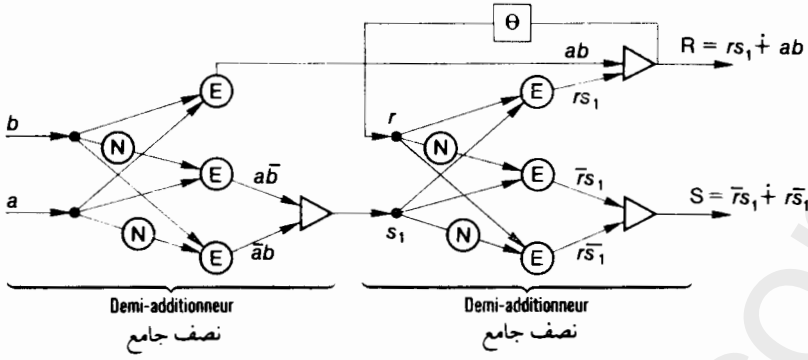 Θ
ab
R = rs₁ ∔ ab
E
E
rs₁
b
r
N
N
E
ab̄
E
r̄s₁
a
s₁
S = r̄s₁ ∔ rs̄₁
N
N
E
āb
E
rs̄₁
Demi-additionneur
Demi-additionneur
نصف جامع
نصف جامع